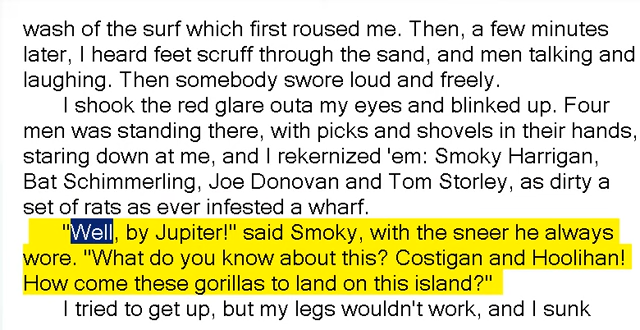 wash of the surf which first roused me. Then, a few minutes
later, I heard feet scruff through the sand, and men talking and
laughing. Then somebody swore loud and freely.
I shook the red glare outa my eyes and blinked up. Four
men was standing there, with picks and shovels in their hands,
staring down at me, and I rekernized 'em: Smoky Harrigan,
Bat Schimmerling, Joe Donovan and Tom Storley, as dirty a
set of rats as ever infested a wharf.
"Well, by Jupiter!" said Smoky, with the sneer he always
wore. "What do you know about this? Costigan and Hoolihan!
How come these gorillas to land on this island?"
I tried to get up, but my legs wouldn't work, and I sunk